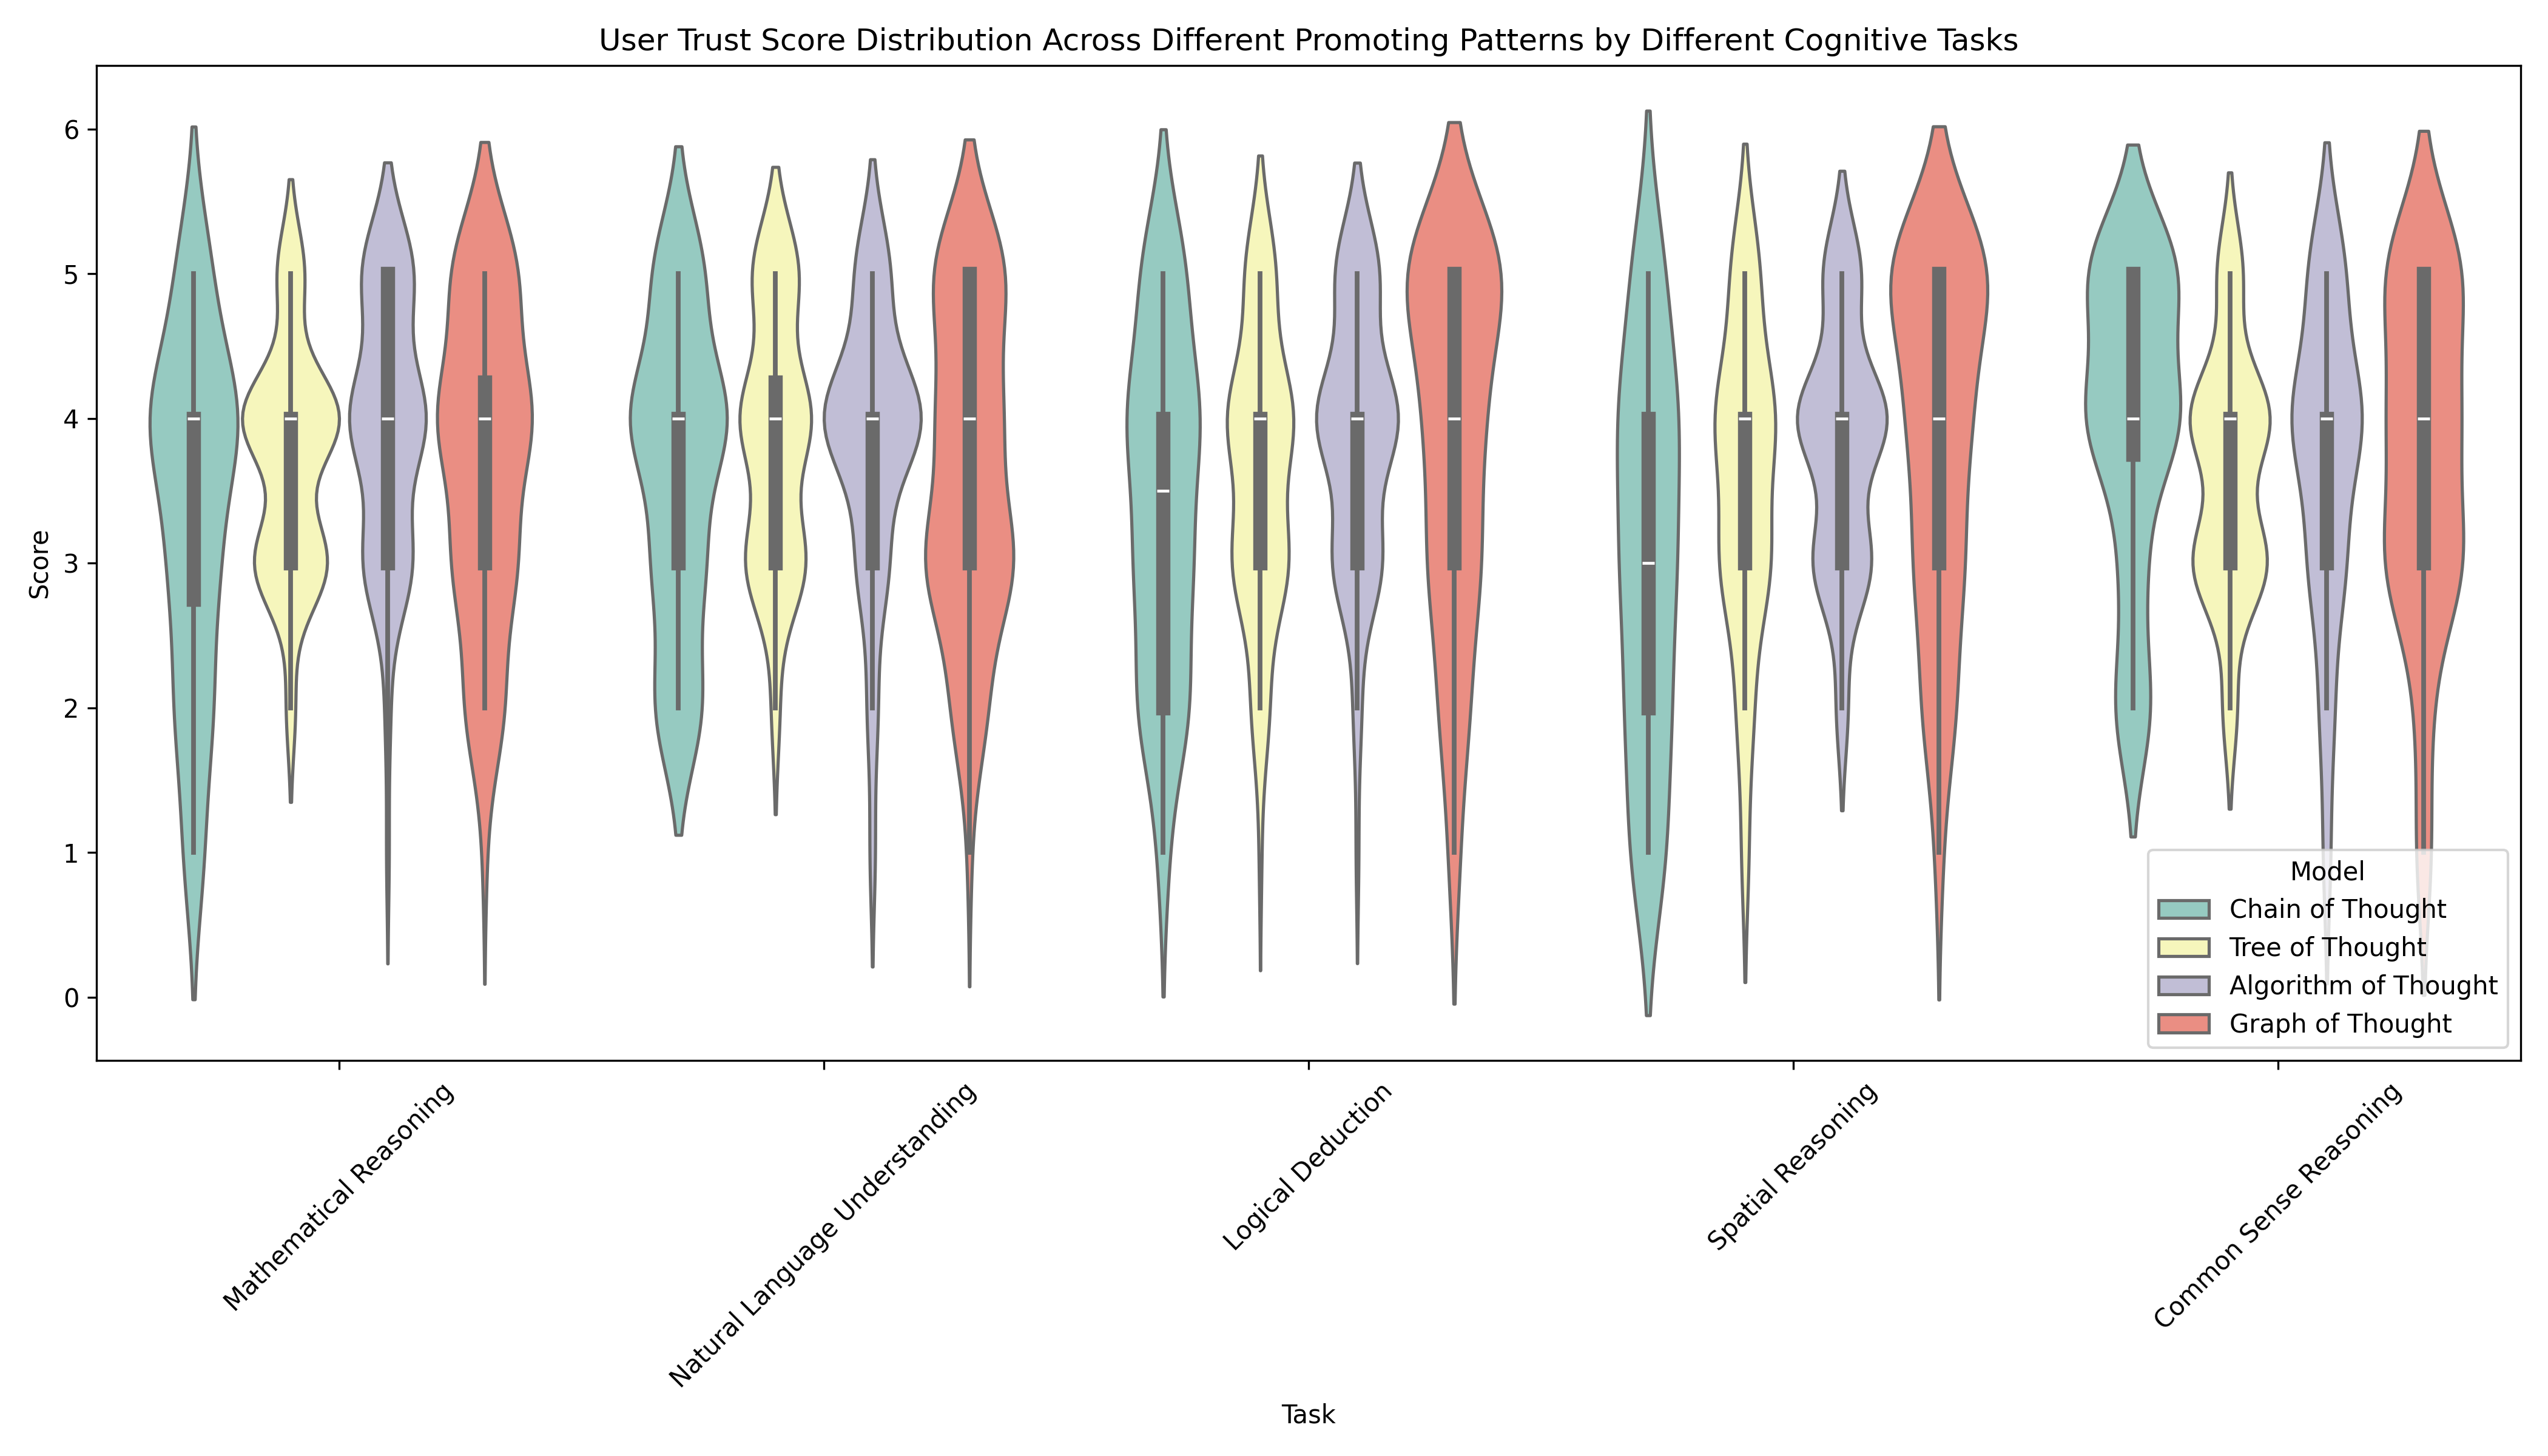 User Trust Score Distribution Across Different Promoting Patterns by Different Cognitive Tasks
Score
6
5
4
3
2
1
0
Model
Chain of Thought
Tree of Thought
Algorithm of Thought
Graph of Thought
Mathematical Reasoning
Natural Language Understanding
Logical Deduction
Spatial Reasoning
Common Sense Reasoning
Task